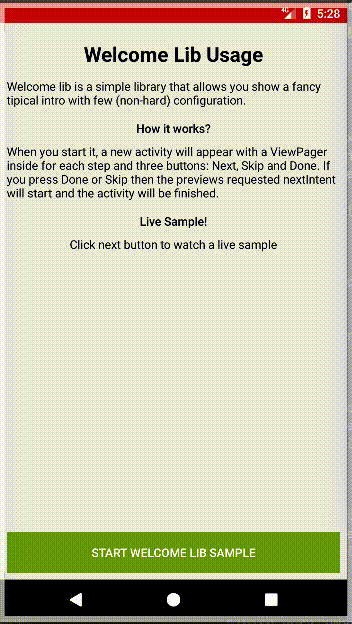 4G 5:28
Welcome Lib Usage
Welcome lib is a simple library that allows you show a fancy
tipical intro with few (non-hard) configuration.
How it works?
When you start it, a new activity will appear with a ViewPager
inside for each step and three buttons: Next, Skip and Done. If
you press Done or Skip then the previews requested nextIntent
will start and the activity will be finished.
Live Sample!
Click next button to watch a live sample
START WELCOME LIB SAMPLE